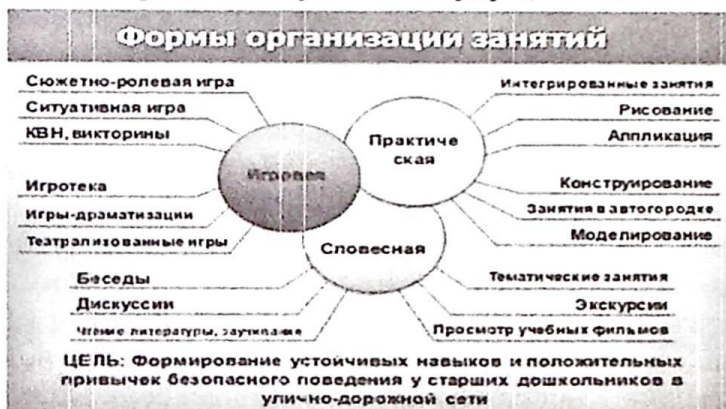 Формы организации занятий
Сюжетно-ролевая игра
Ситуативная игра
КВН, викторины
Игротека
Игры-драматизации
Театрализованные игры
Игровая
Практиче
ская
Словесная
Интегрированные занятия
Рисование
Аппликация
Конструирование
Занятия в автогородке
Моделирование
Беседы
Дискуссии
Чтение литературы, заучивание
Тематические занятия
Экскурсии
Просмотр учебных фильмов
ЦЕЛЬ: Формирование устойчивых навыков и положительных
привычек безопасного поведения у старших дошкольников в
улично-дорожной сети